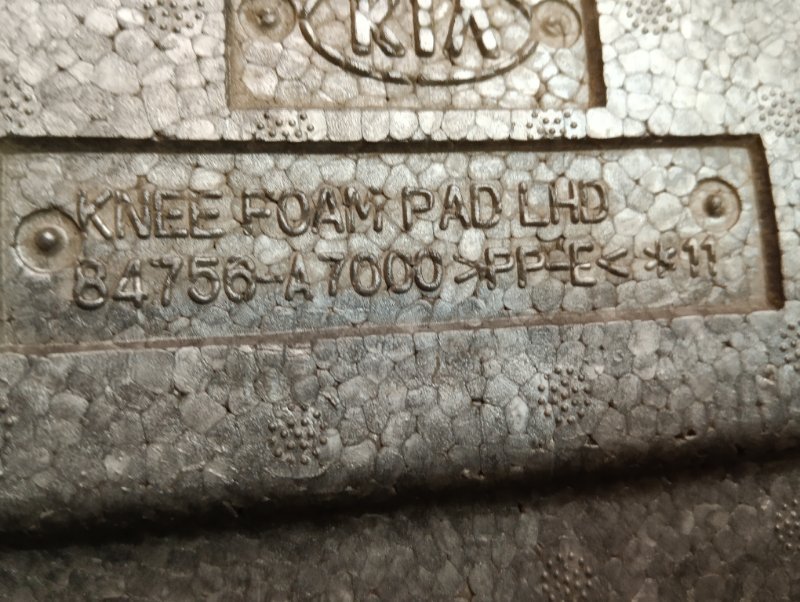 KIA
KNEE FOAM PAD LHD
84756-A7000 >PP-E< *11